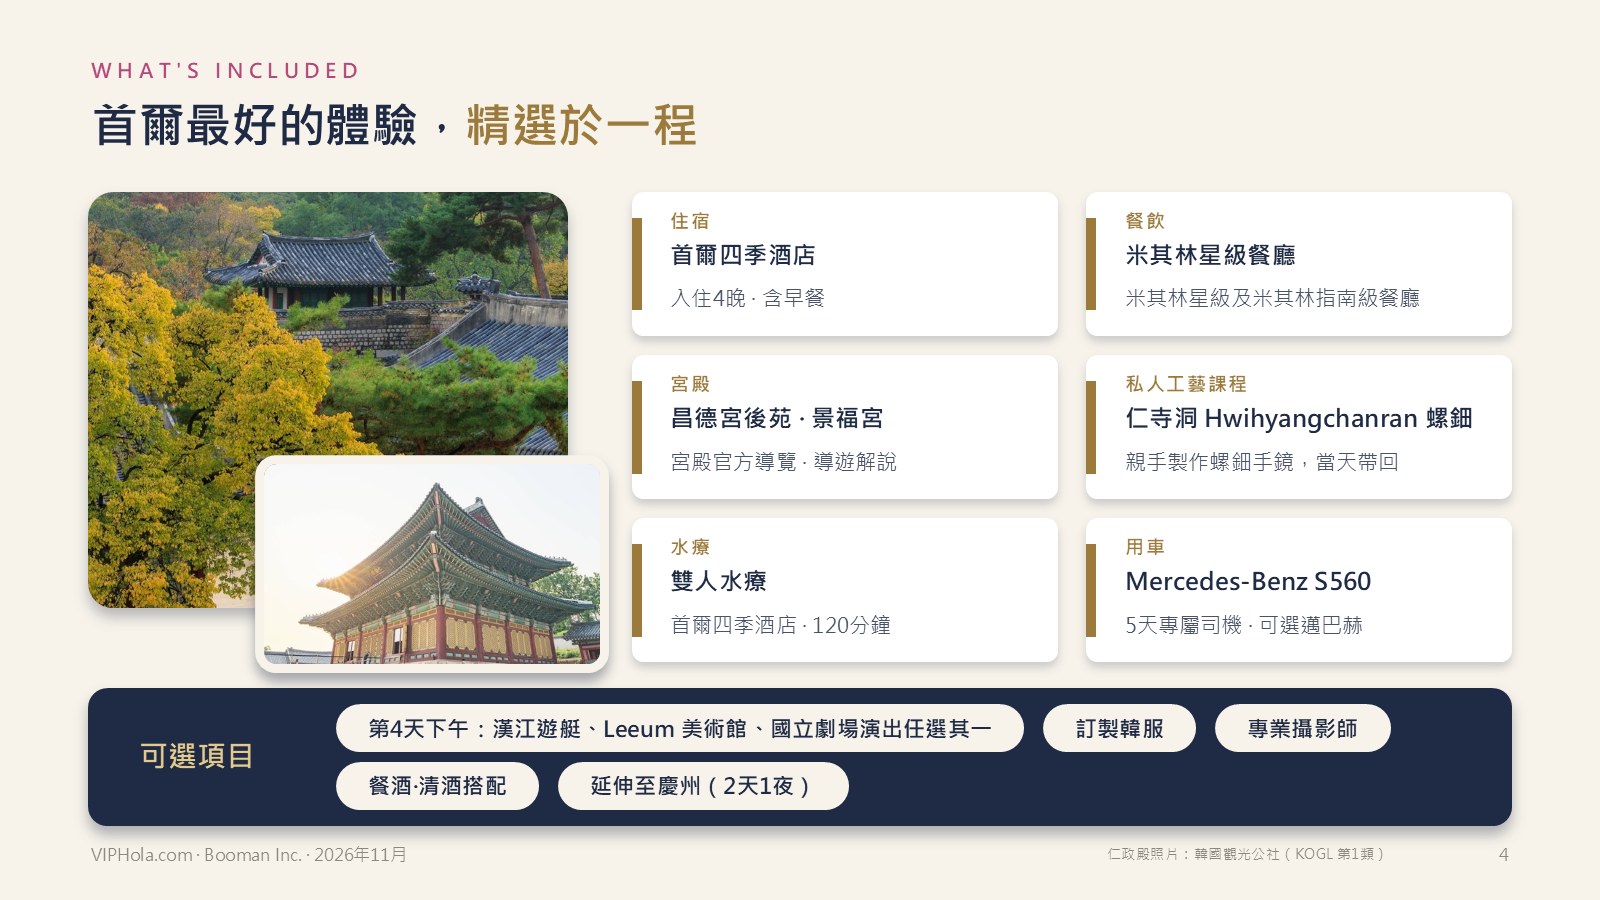 WHAT'S INCLUDED
首爾最好的體驗，精選於一程
住宿
首爾四季酒店
入住4晚 · 含早餐
餐飲
米其林星級餐廳
米其林星級及米其林指南級餐廳
宮殿
昌德宮後苑 · 景福宮
宮殿官方導覽 · 導遊解說
私人工藝課程
仁寺洞 Hwihyangchanran 螺鈿
親手製作螺鈿手鏡，當天帶回
水療
雙人水療
首爾四季酒店 · 120分鐘
用車
Mercedes-Benz S560
5天專屬司機 · 可選邁巴赫
可選項目
第4天下午：漢江遊艇、Leeum 美術館、國立劇場演出任選其一
訂製韓服
專業攝影師
餐酒·清酒搭配
延伸至慶州（2天1夜）
VIPHola.com · Booman Inc. · 2026年11月
仁政殿照片：韓國觀光公社（KOGL 第1類）
4